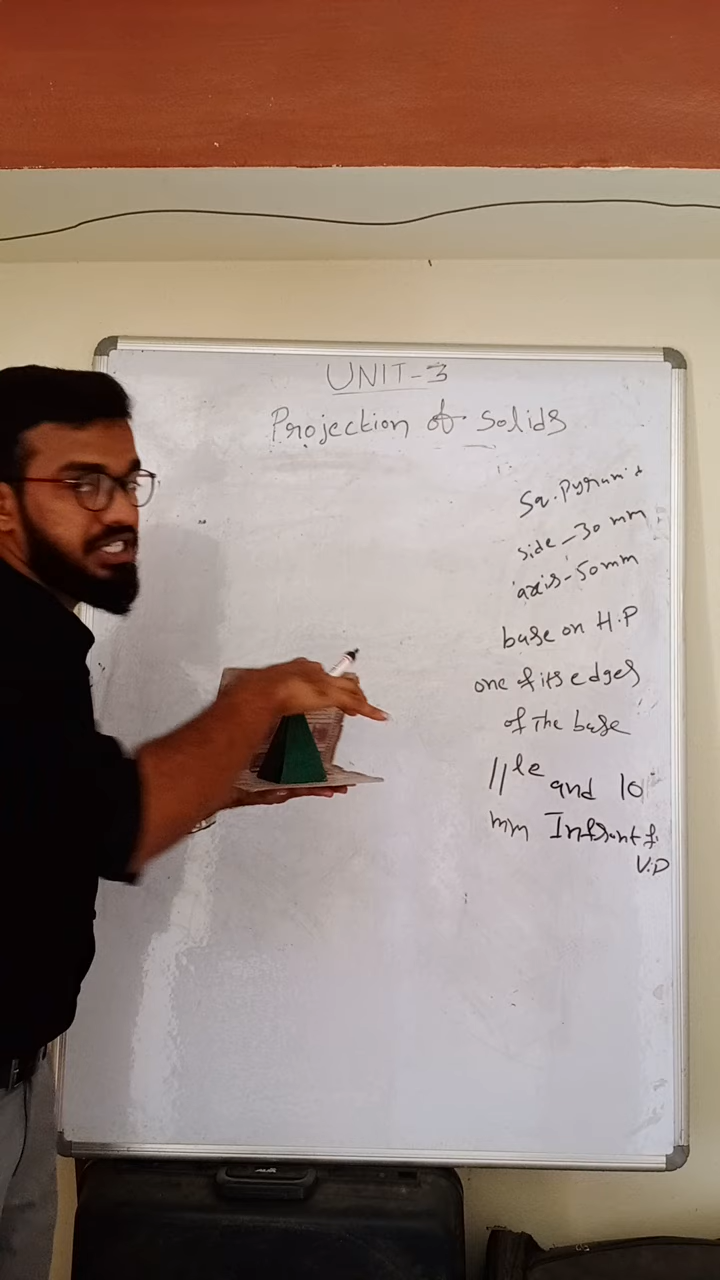 UNIT-3
Projection of solids
Sq. Pyramid
side - 30 mm
axis - 50mm
base on H.P
one of its edges
of the base
//le and 10
mm Infront of
V.P